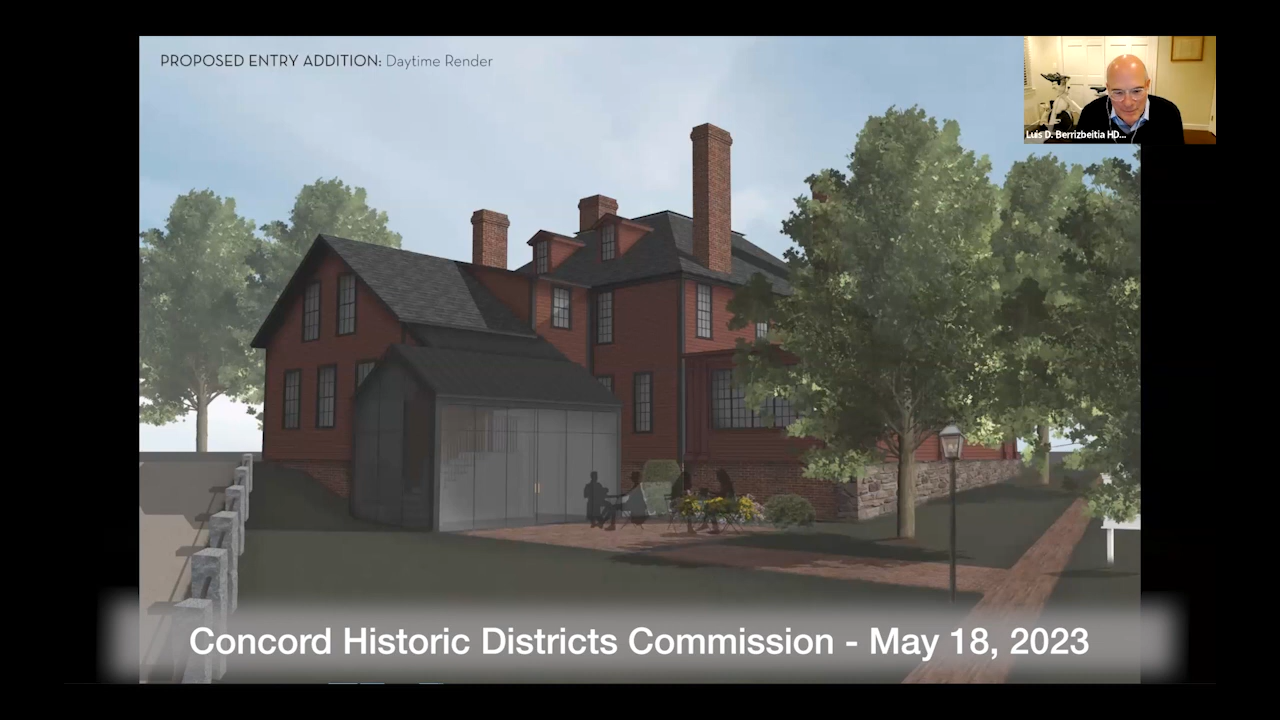 PROPOSED ENTRY ADDITION: Daytime Render
Luis D. Berrizbeitia HD...
Concord Historic Districts Commission - May 18, 2023